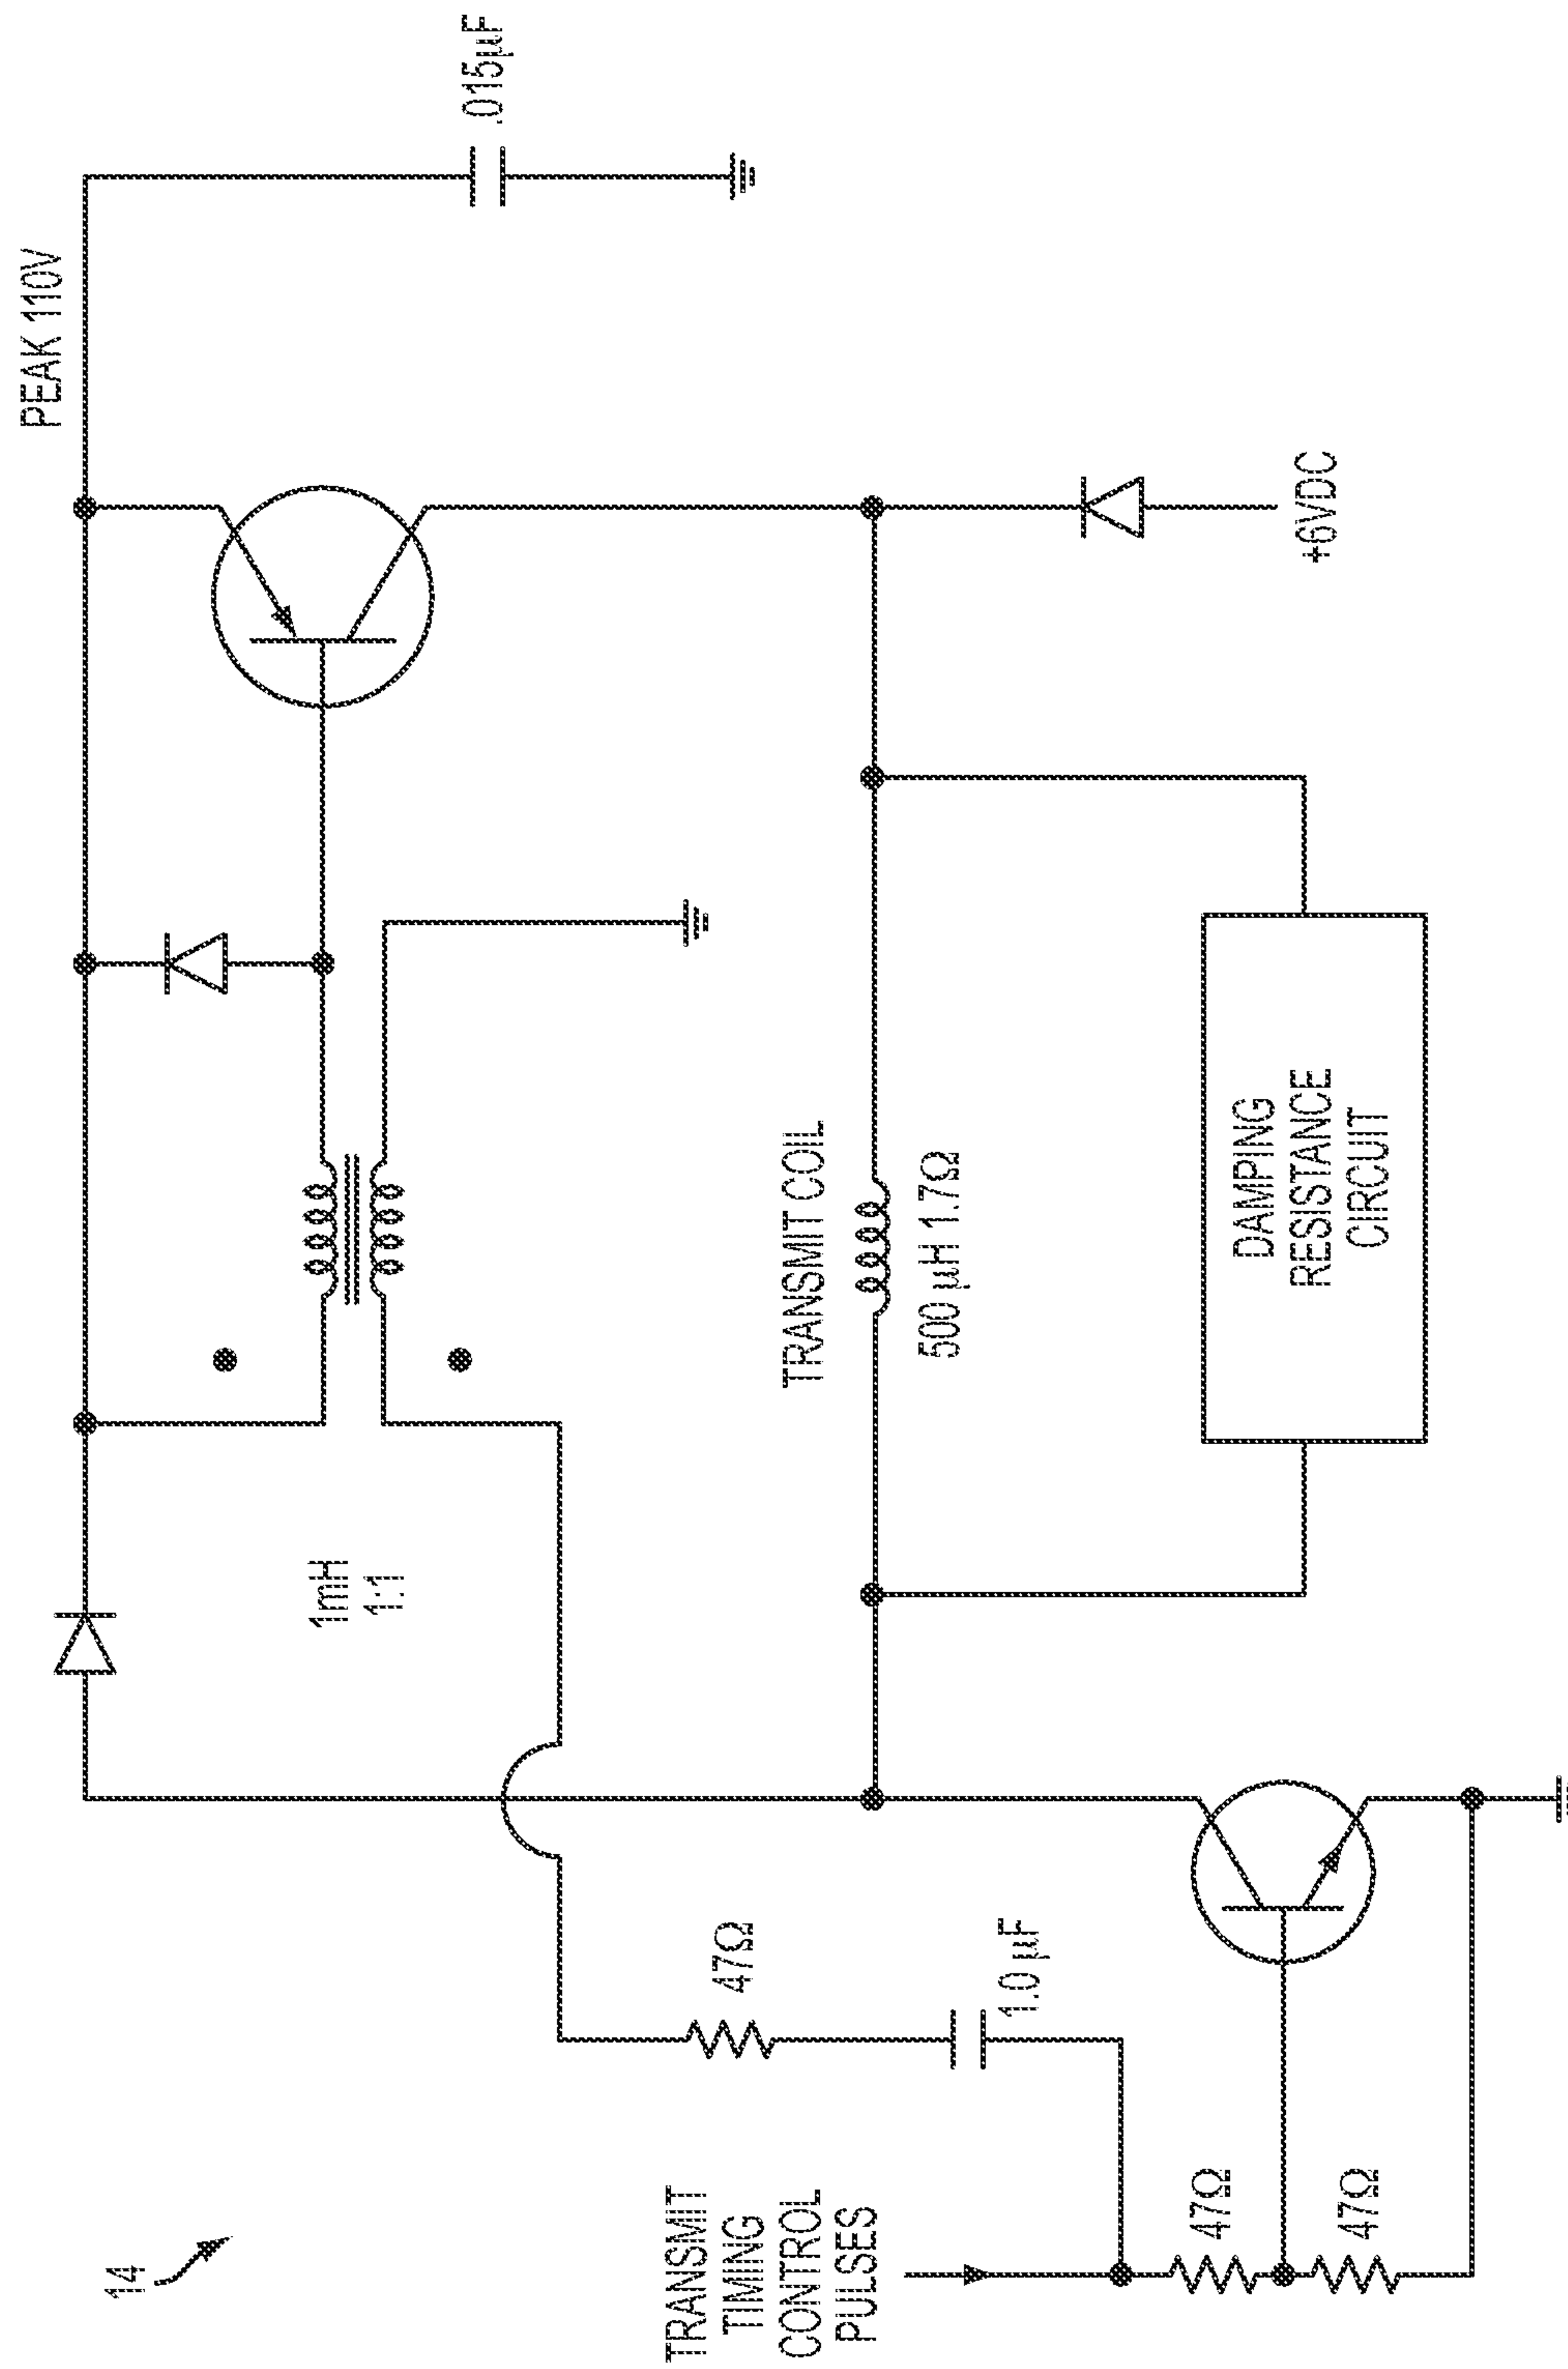 14
PEAK 110V
.015µF
1mH
1:1
TRANSMIT COIL
500 µH 1.7Ω
47Ω
1.0 µF
TRANSMIT
TIMING
CONTROL
PULSES
47Ω
47Ω
DAMPING
RESISTANCE
CIRCUIT
+6VDC